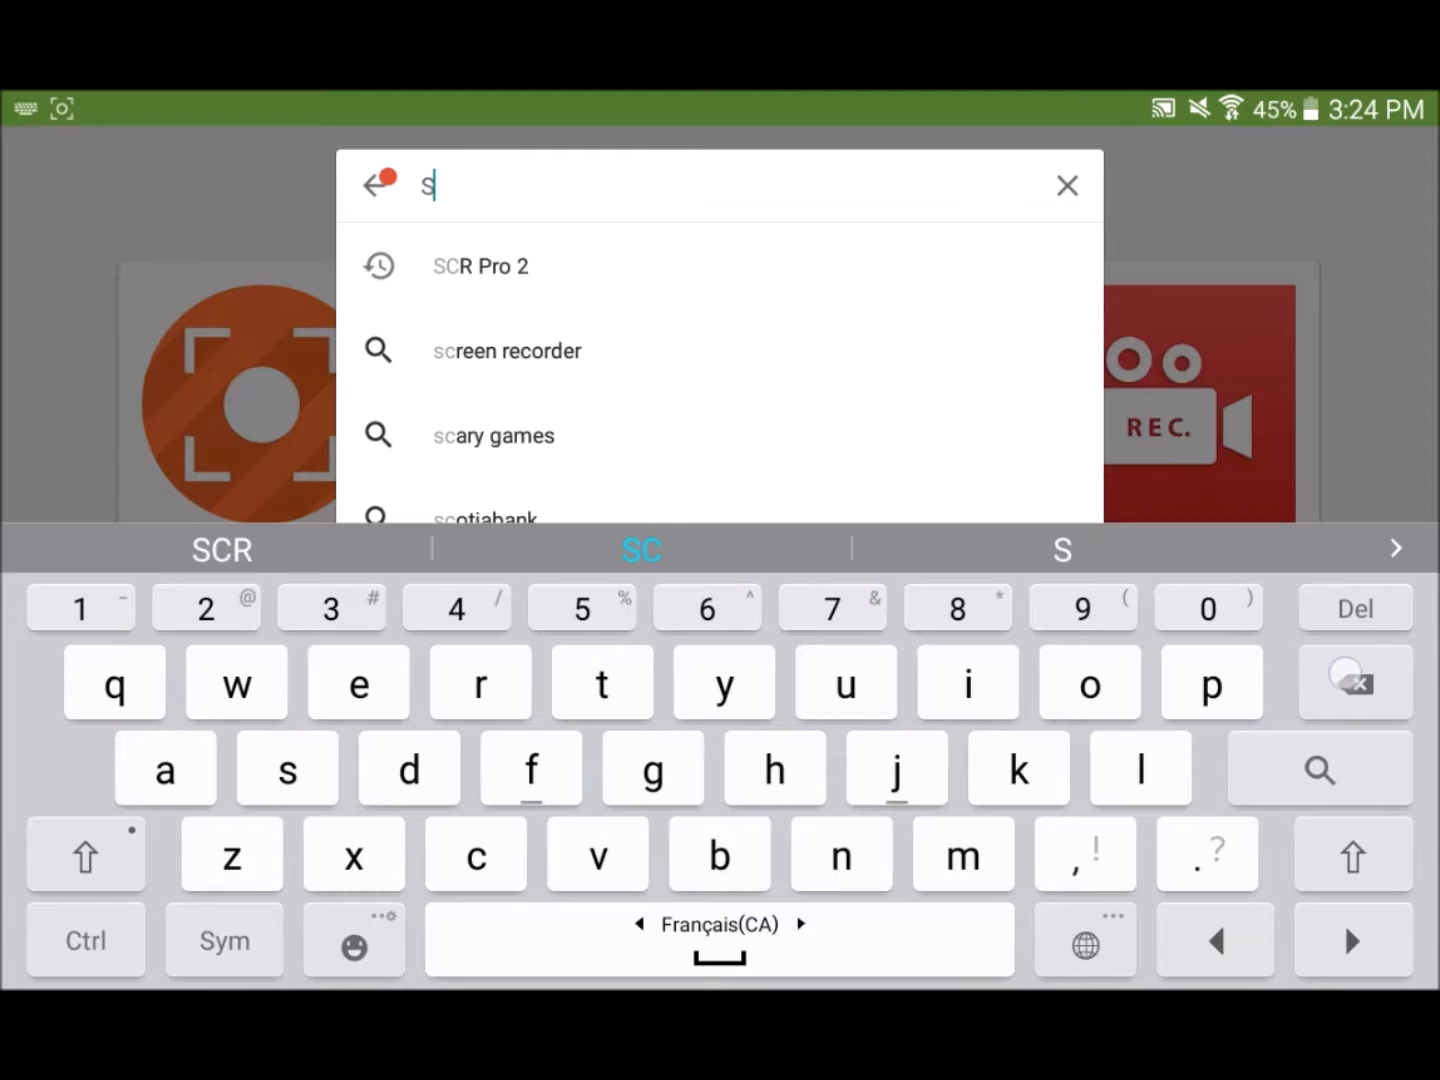 45% 3:24 PM
S
SCR Pro 2
screen recorder
scary games
scotiabank
REC.
SCR SC S
1 - 2 @ 3 # 4 / 5 % 6 ^ 7 & 8 * 9 ( 0 ) Del
q w e r t y u i o p
a s d f g h j k l
z x c v b n m , ! . ?
Ctrl Sym Français(CA)